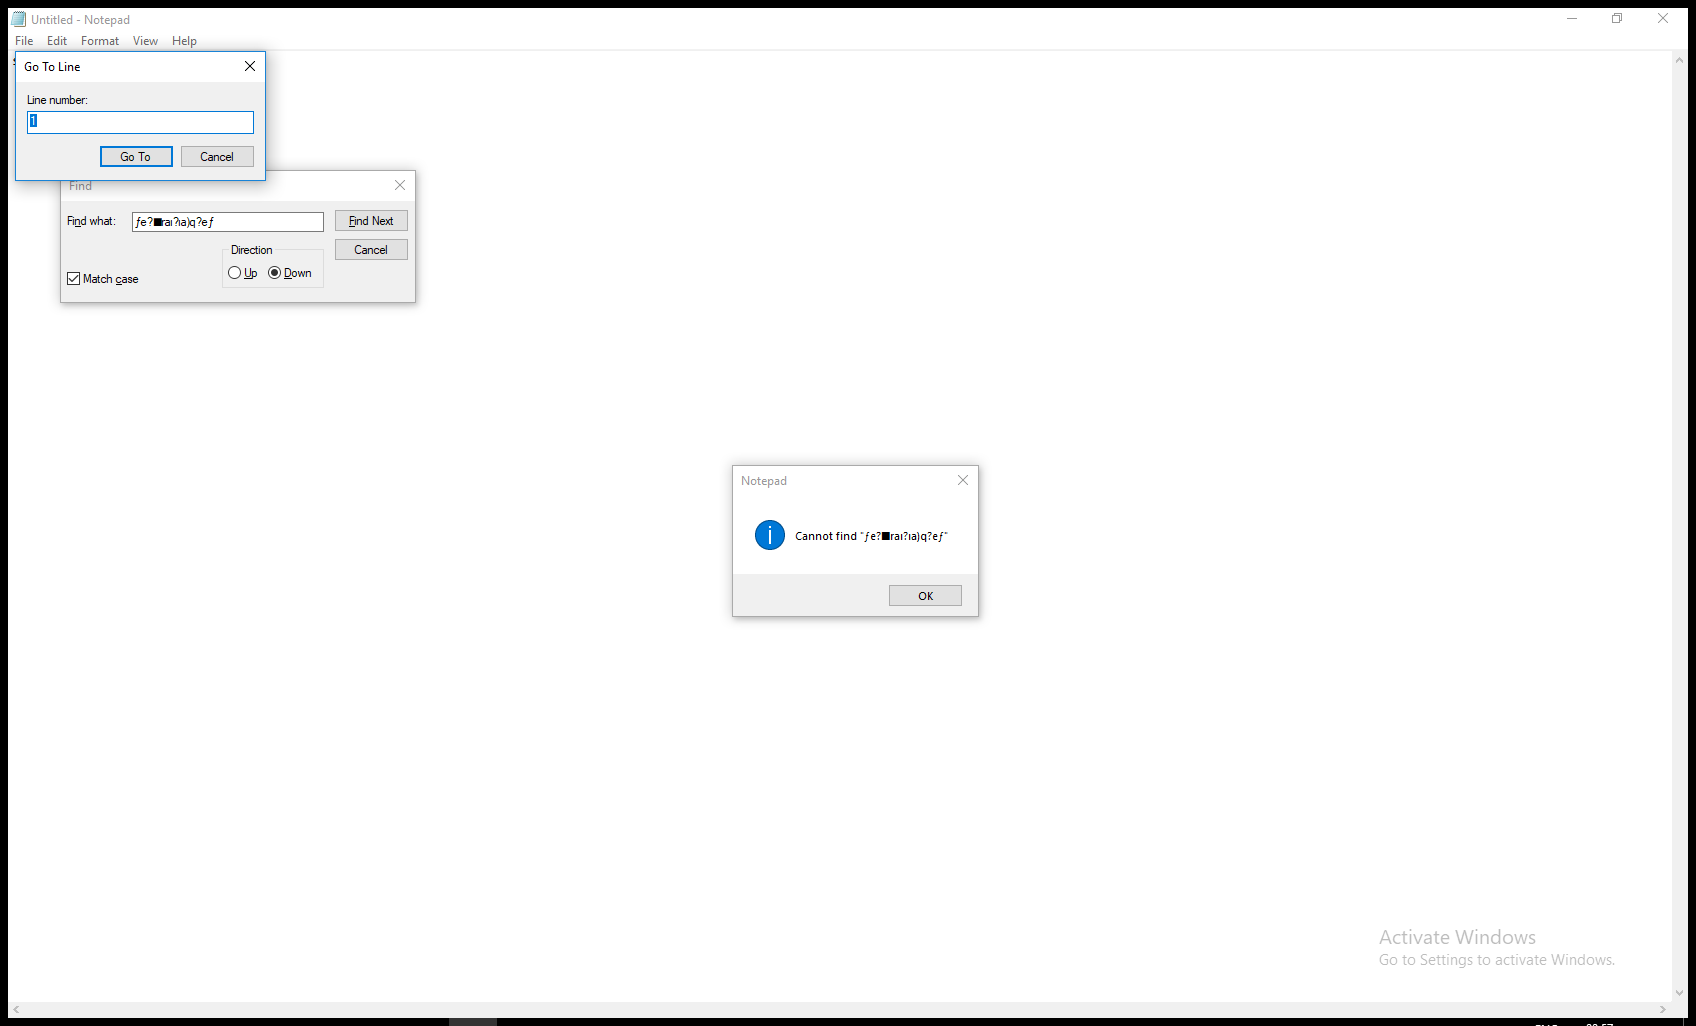 Untitled - Notepad
File Edit Format View Help
Go To Line
Line number:
1
Go To Cancel
Find
Find what: ƒe?■raı?ıa)q?eƒ Find Next
Direction Cancel
Up Down
Match case
Notepad
Cannot find "ƒe?■raı?ıa)q?eƒ"
OK
Activate Windows
Go to Settings to activate Windows.